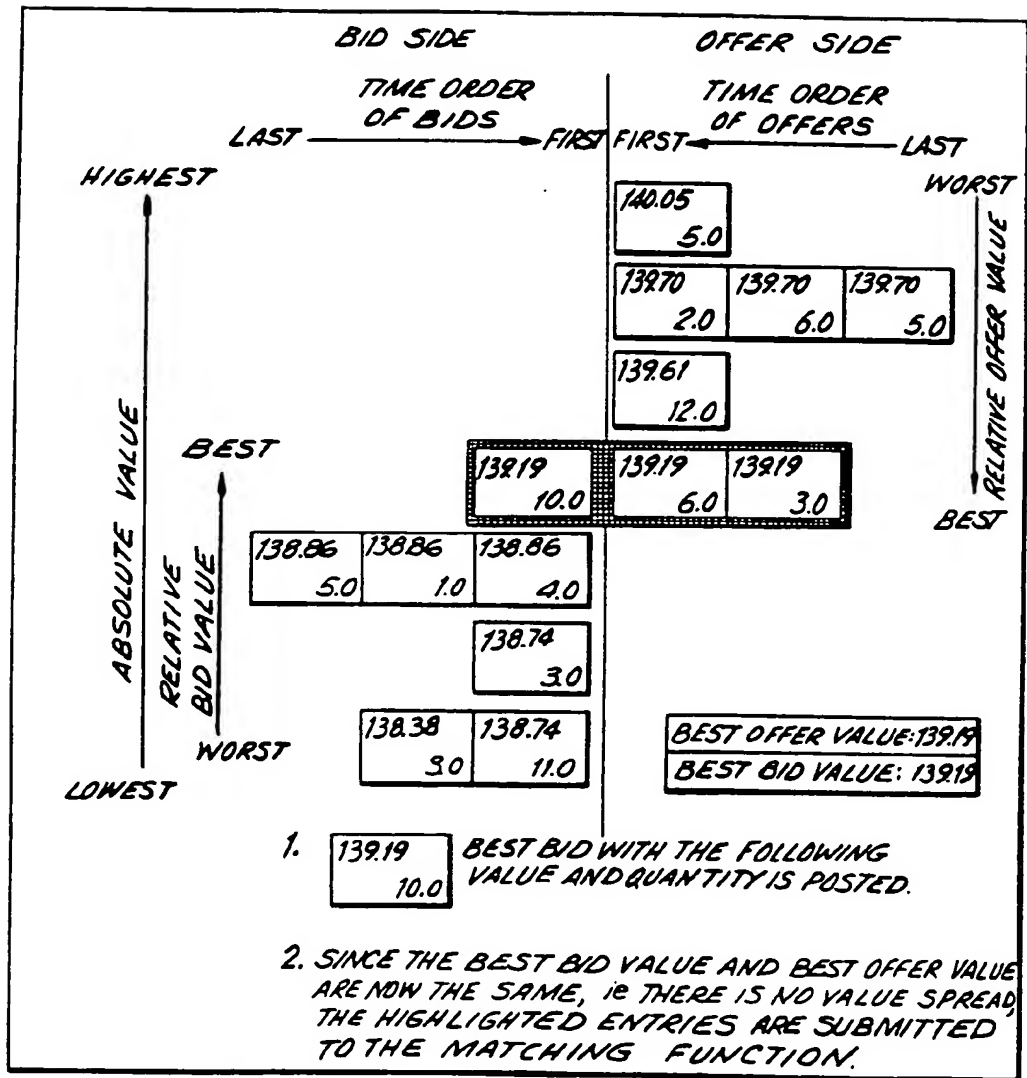 BID SIDE
OFFER SIDE
TIME ORDER
OF BIDS
TIME ORDER
OF OFFERS
LAST
FIRST
FIRST
LAST
HIGHEST
WORST
140.05
5.0
139.70
139.70
139.70
2.0
6.0
5.0
139.61
12.0
RELATIVE OFFER VALUE
BEST
139.19
139.19
139.19
10.0
6.0
3.0
BEST
ABSOLUTE VALUE
RELATIVE
BID VALUE
138.86
138.86
138.86
5.0
1.0
4.0
138.74
3.0
138.38
138.74
9.0
11.0
WORST
LOWEST
BEST OFFER VALUE:139.19
BEST BID VALUE: 139.19
1.
139.19
10.0
BEST BID WITH THE FOLLOWING
VALUE AND QUANTITY IS POSTED.
2. SINCE THE BEST BID VALUE AND BEST OFFER VALUE
ARE NOW THE SAME, ie THERE IS NO VALUE SPREAD,
THE HIGHLIGHTED ENTRIES ARE SUBMITTED
TO THE MATCHING FUNCTION.